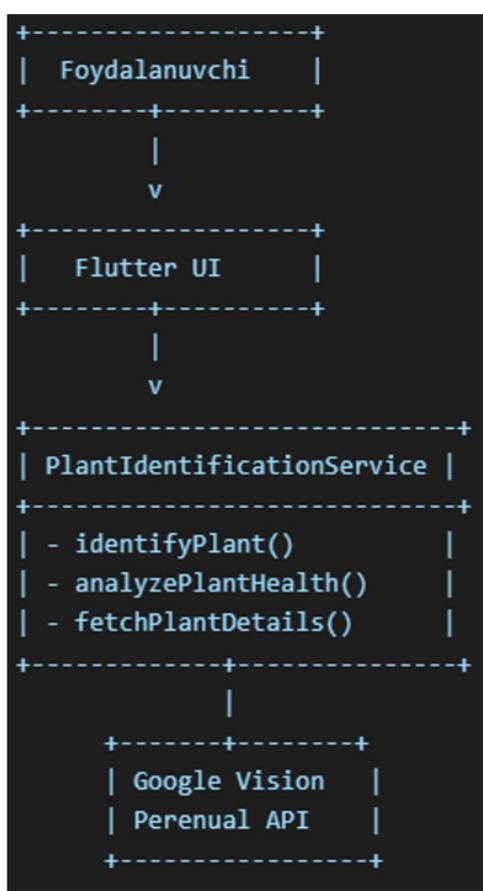 +-------------------+
|  Foydalanuvchi    |
+--------+----------+
|
v
+-------------------+
|   Flutter UI      |
+--------+----------+
|
v
+-----------------------------+
| PlantIdentificationService |
+-----------------------------+
| - identifyPlant()          |
| - analyzePlantHealth()     |
| - fetchPlantDetails()      |
+-------------+---------------+
|
+-------+--------+
| Google Vision   |
| Perenual API    |
+-----------------+